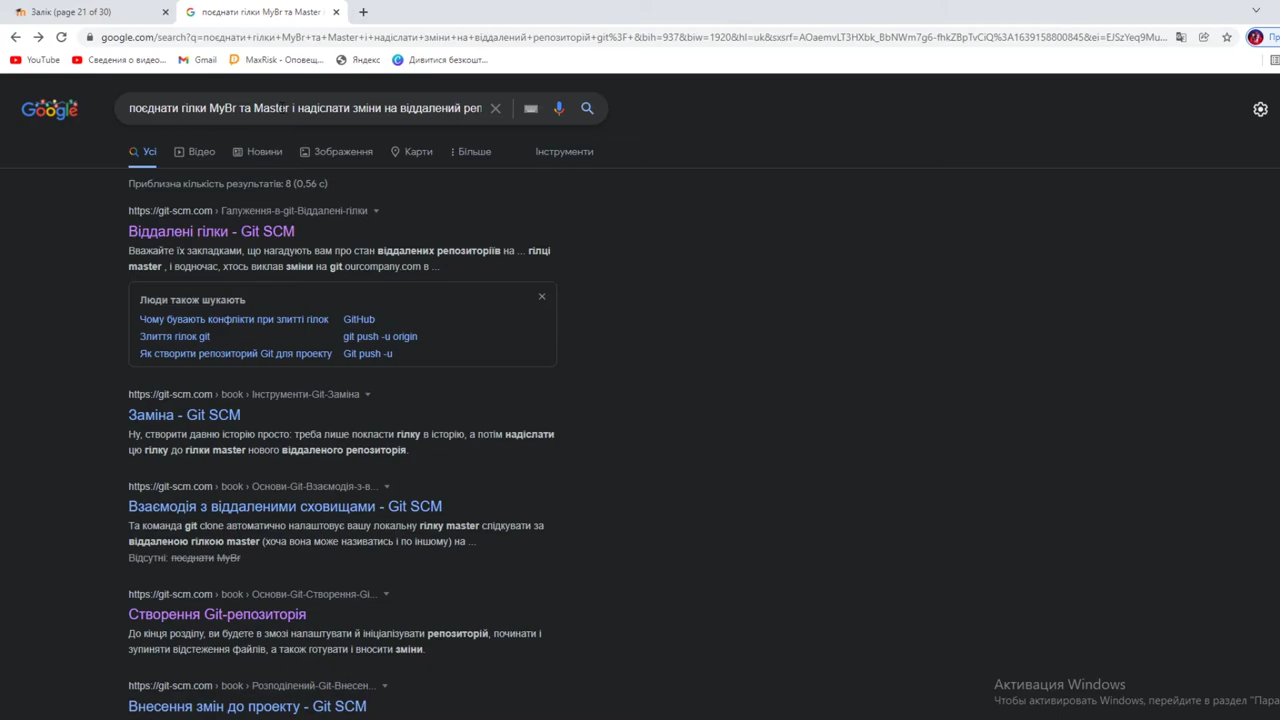 Залік (page 21 of 30)
поєднати гілки MyBr та Master і
google.com/search?q=поєднати+гілки+MyBr+та+Master+і+надіслати+зміни+на+віддалений+репозиторій+git%3F+&bih=937&biw=1920&hl=uk&sxsrf=AOaemvLT3HXbk_BbNWm7g6-fhkZBpTvCiQ%3A1639158800845&ei=EJSzYeq9Mu...
YouTube
Сведения о видео...
Gmail
MaxRisk - Оповещ...
Яндекс
Дивитися безкошт...
Google
поєднати гілки MyBr та Master і надіслати зміни на віддалений реп
Усі
Відео
Новини
Зображення
Карти
Більше
Інструменти
Приблизна кількість результатів: 8 (0,56 с)
https://git-scm.com › Галуження-в-git-Віддалені-гілки
Віддалені гілки - Git SCM
Вважайте їх закладками, що нагадують вам про стан віддалених репозиторіїв на ... гілці
master , і водночас, хтось виклав зміни на git.ourcompany.com в ...
Люди також шукають
Чому бувають конфлікти при злитті гілок
GitHub
Злиття гілок git
git push -u origin
Як створити репозиторий Git для проекту
Git push -u
https://git-scm.com › book › Інструменти-Git-Заміна
Заміна - Git SCM
Ну, створити давню історію просто: треба лише покласти гілку в історію, а потім надіслати
цю гілку до гілки master нового віддаленого репозиторія.
https://git-scm.com › book › Основи-Git-Взаємодія-з-в...
Взаємодія з віддаленими сховищами - Git SCM
Та команда git clone автоматично налаштовує вашу локальну гілку master слідкувати за
віддаленою гілкою master (хоча вона може називатись і по іншому) на ...
Відсутні: поєднати MyBr
https://git-scm.com › book › Основи-Git-Створення-Gi...
Створення Git-репозиторія
До кінця розділу, ви будете в змозі налаштувати й ініціалізувати репозиторій, починати і
зупиняти відстеження файлів, а також готувати і вносити зміни.
https://git-scm.com › book › Розподілений-Git-Внесен...
Внесення змін до проекту - Git SCM
Активация Windows
Чтобы активировать Windows, перейдите в раздел "Пара